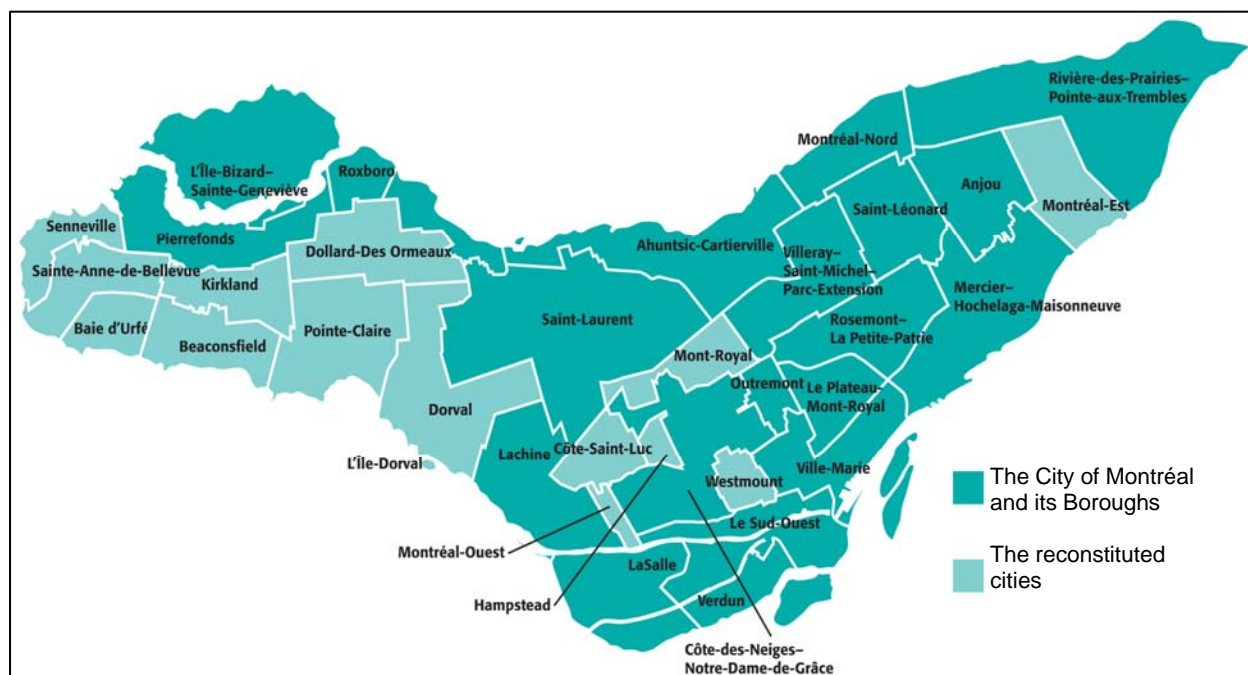 Rivière-des-Prairies–
Pointe-aux-Trembles
Montréal-Nord
L'Île-Bizard–
Sainte-Geneviève
Roxboro
Anjou
Saint-Léonard
Montréal-Est
Senneville
Pierrefonds
Dollard-Des Ormeaux
Ahuntsic-Cartierville
Villeray–
Saint-Michel–
Parc-Extension
Sainte-Anne-de-Bellevue
Kirkland
Mercier–
Hochelaga-Maisonneuve
Baie d'Urfé
Beaconsfield
Pointe-Claire
Saint-Laurent
Rosemont–
La Petite-Patrie
Mont-Royal
Outremont
Le Plateau-
Mont-Royal
Dorval
L'Île-Dorval
Lachine
Côte-Saint-Luc
Westmount
Ville-Marie
Le Sud-Ouest
Montréal-Ouest
LaSalle
Hampstead
Verdun
Côte-des-Neiges–
Notre-Dame-de-Grâce
The City of Montréal
and its Boroughs
The reconstituted
cities